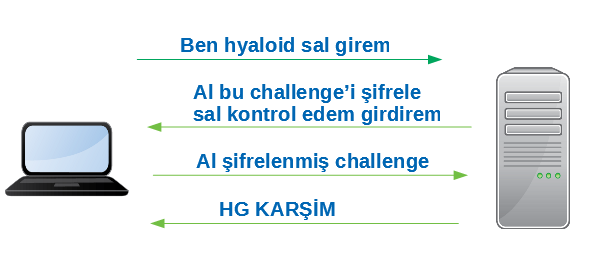 Ben hyaloid sal girem
Al bu challenge’i şifrele
sal kontrol edem girdirem
Al şifrelenmiş challenge
HG KARŞİM